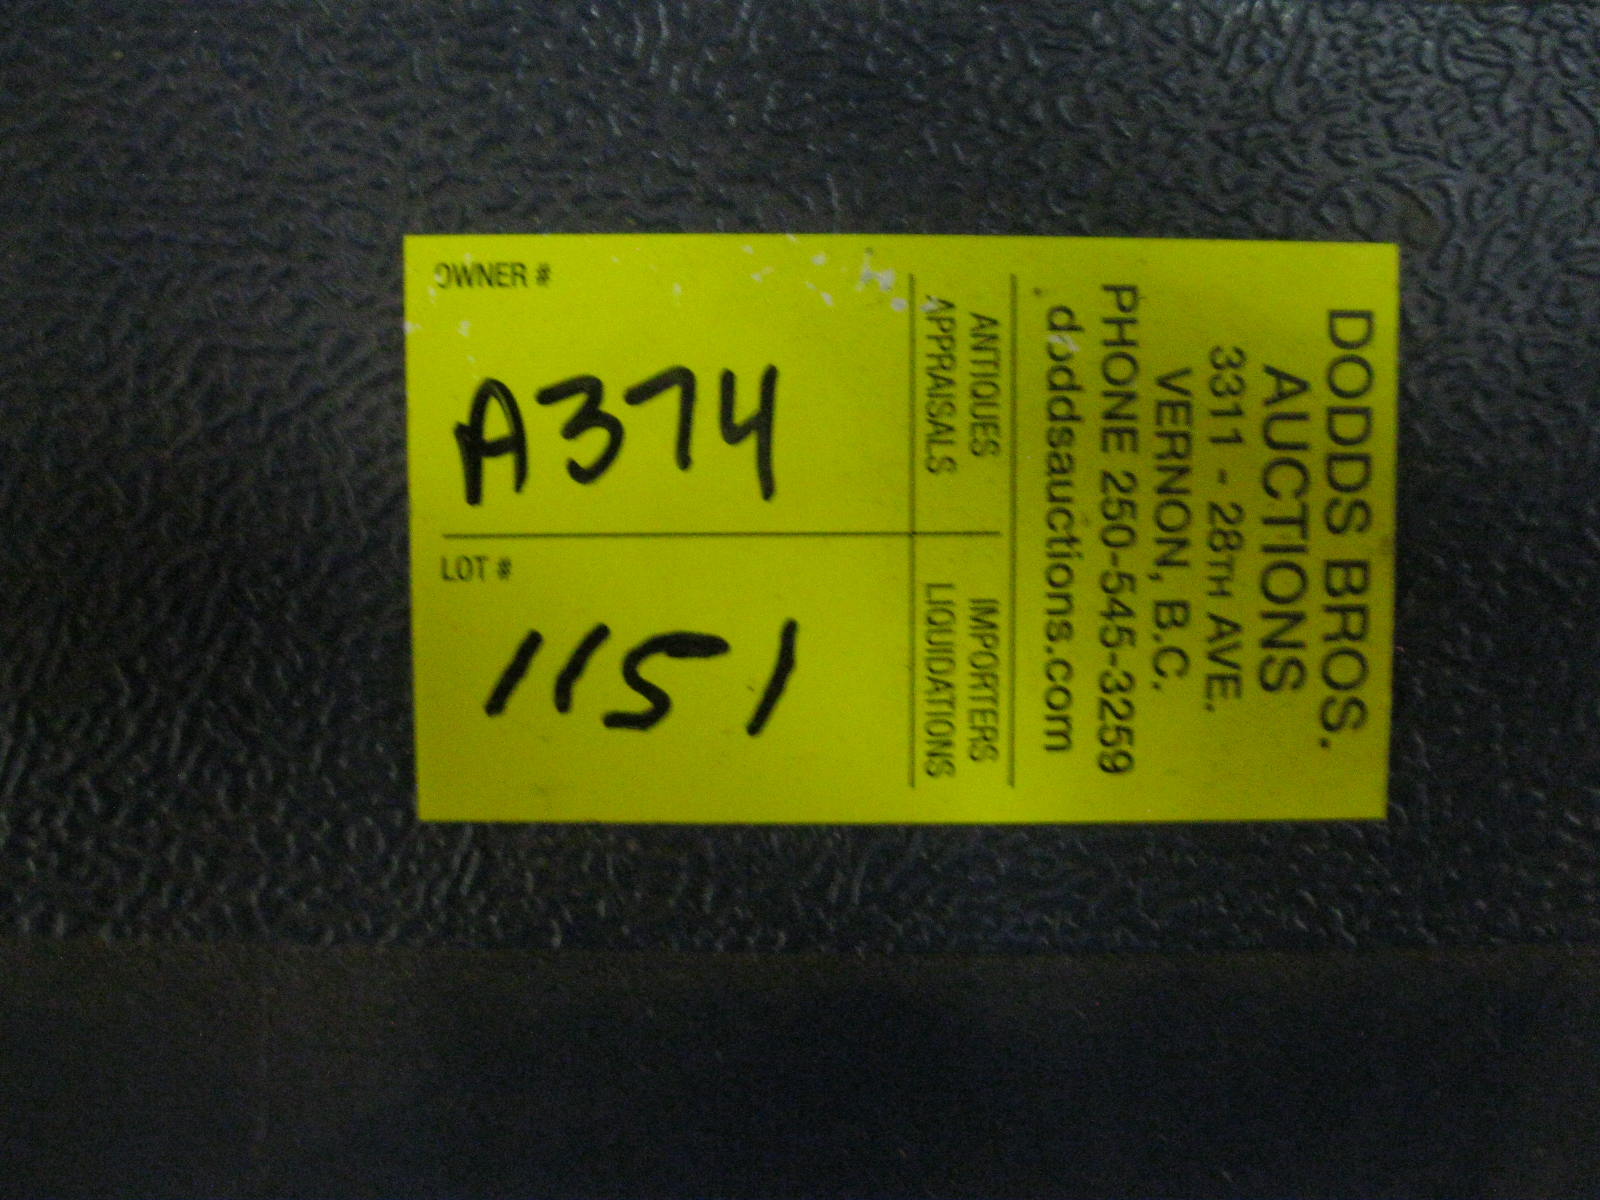 DODDS BROS.
AUCTIONS
3311 - 28TH AVE.
VERNON, B.C.
PHONE 250-545-3259
doddsauctions.com
ANTIQUES IMPORTERS
APPRAISALS LIQUIDATIONS
OWNER #
A374
LOT #
1151